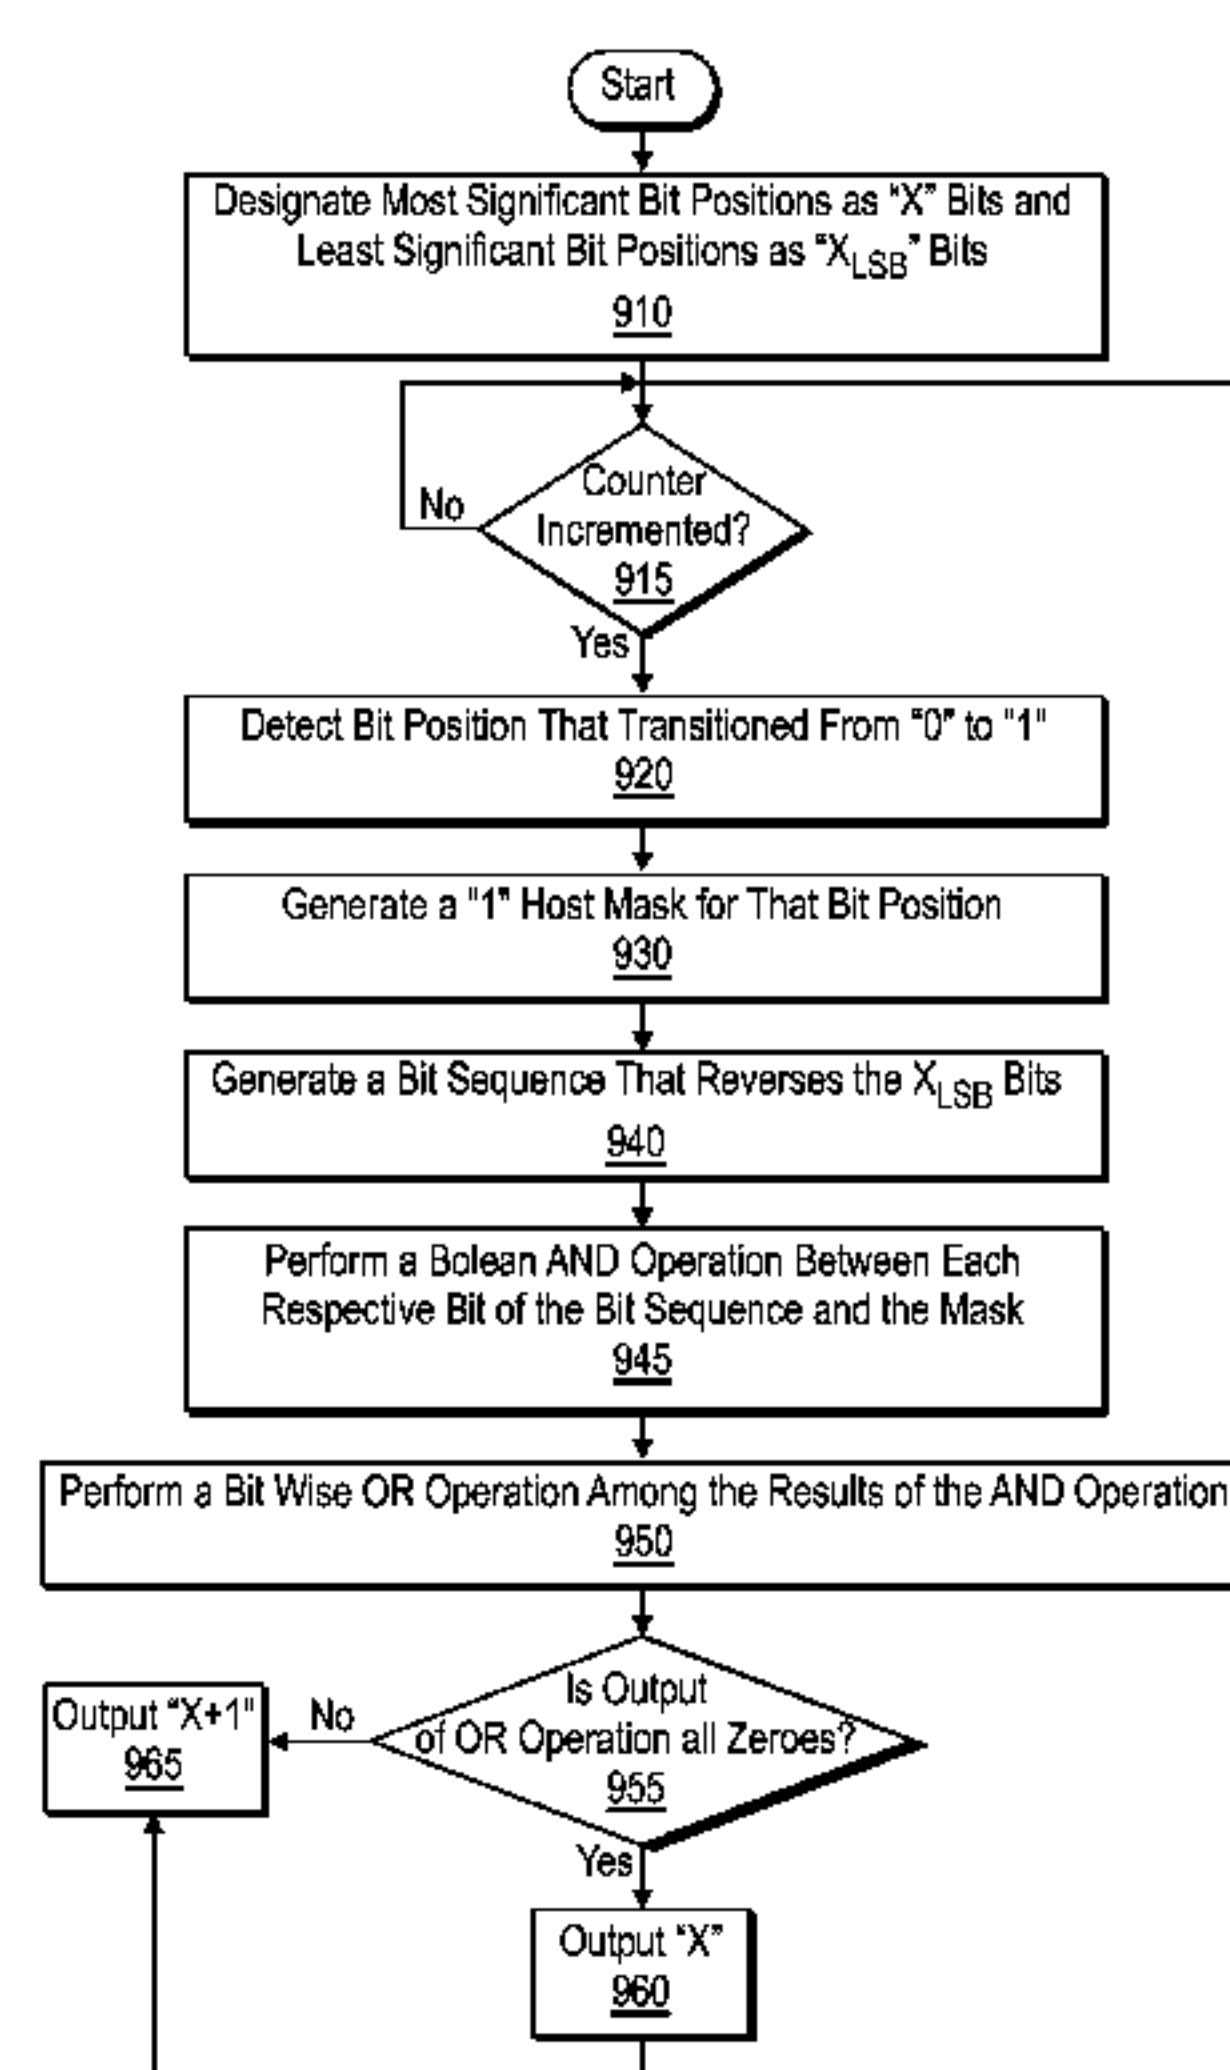 Start
Designate Most Significant Bit Positions as "X" Bits and
Least Significant Bit Positions as "XLSB" Bits
910
Counter
Incremented?
915
No
Yes
Detect Bit Position That Transitioned From "0" to "1"
920
Generate a "1" Host Mask for That Bit Position
930
Generate a Bit Sequence That Reverses the XLSB Bits
940
Perform a Bolean AND Operation Between Each
Respective Bit of the Bit Sequence and the Mask
945
Perform a Bit Wise OR Operation Among the Results of the AND Operation
950
Is Output
of OR Operation all Zeroes?
955
No
Output "X+1"
965
Yes
Output "X"
960